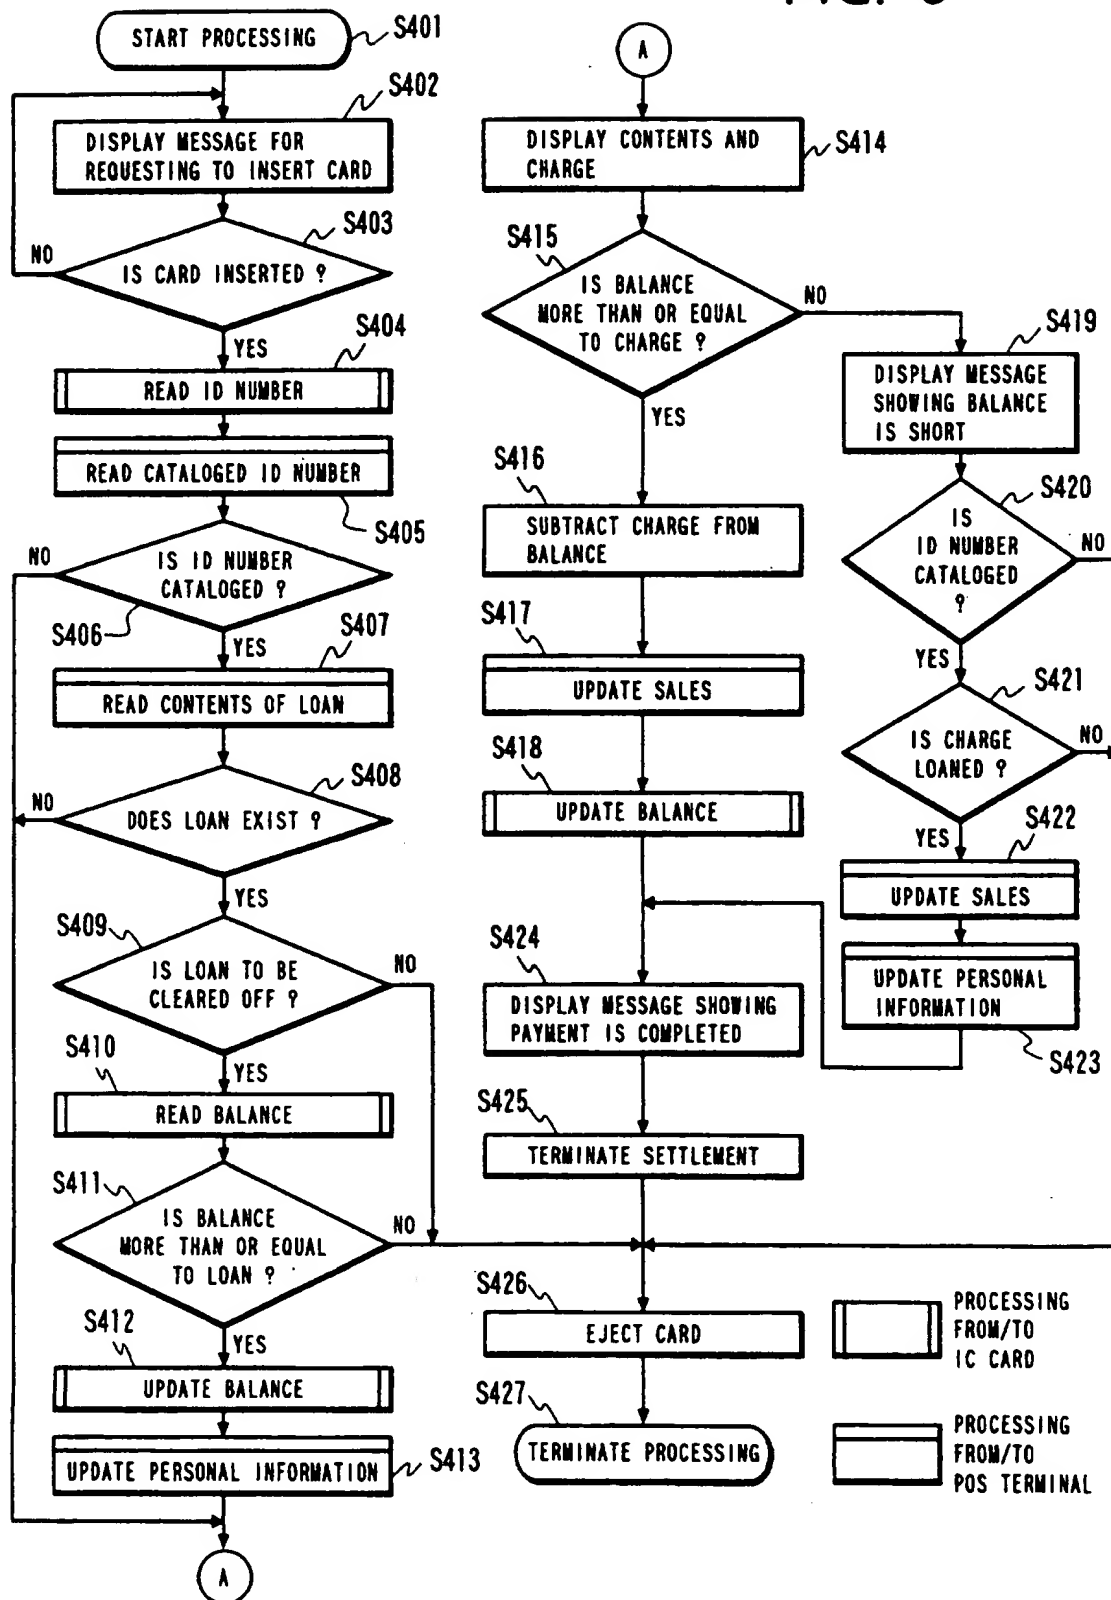 START PROCESSING
S401
S402
DISPLAY MESSAGE FOR
REQUESTING TO INSERT CARD
S403
NO
IS CARD INSERTED ?
YES
S404
READ ID NUMBER
READ CATALOGED ID NUMBER
S405
NO
IS ID NUMBER
CATALOGED ?
S406
YES
S407
READ CONTENTS OF LOAN
S408
NO
DOES LOAN EXIST ?
YES
S409
IS LOAN TO BE
CLEARED OFF ?
NO
S410
YES
READ BALANCE
S411
IS BALANCE
MORE THAN OR EQUAL
TO LOAN ?
NO
S412
YES
UPDATE BALANCE
UPDATE PERSONAL INFORMATION
S413
A
A
DISPLAY CONTENTS AND
CHARGE
S414
S415
IS BALANCE
MORE THAN OR EQUAL
TO CHARGE ?
NO
YES
S416
SUBTRACT CHARGE FROM
BALANCE
S417
UPDATE SALES
S418
UPDATE BALANCE
S424
DISPLAY MESSAGE SHOWING
PAYMENT IS COMPLETED
S425
TERMINATE SETTLEMENT
S426
EJECT CARD
S427
TERMINATE PROCESSING
S419
DISPLAY MESSAGE
SHOWING BALANCE
IS SHORT
S420
IS
ID NUMBER
CATALOGED
?
NO
YES
S421
IS CHARGE
LOANED ?
NO
YES
S422
UPDATE SALES
UPDATE PERSONAL
INFORMATION
S423
PROCESSING
FROM/TO
IC CARD
PROCESSING
FROM/TO
POS TERMINAL